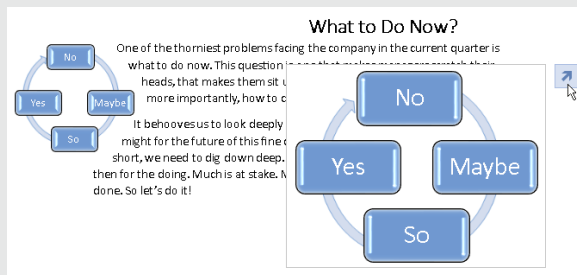 What to Do Now?
One of the thorniest problems facing the company in the current quarter is
what to do now. This question
heads, that makes them sit
more importantly, how to
It behooves us to look deeply
might for the future of this fine
short, we need to dig down deep.
then for the doing. Much is at stake.
done. So let's do it!
No
Yes
Maybe
So
No
Yes
Maybe
So